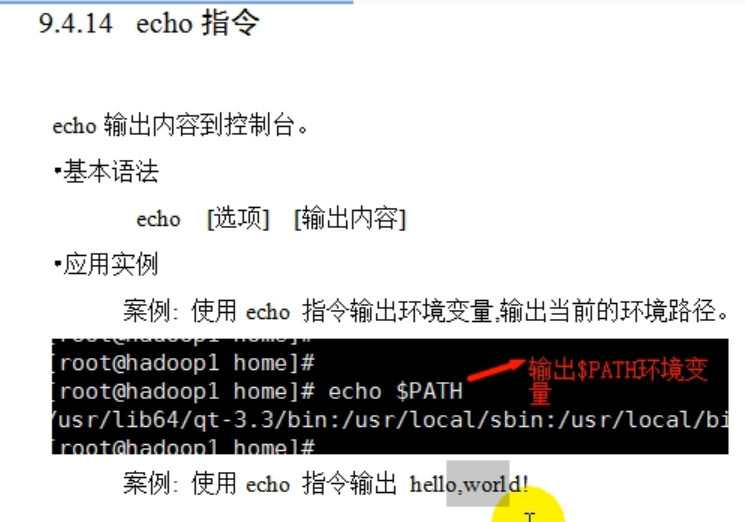 9.4.14 echo 指令
echo 输出内容到控制台。
•基本语法
echo [选项] [输出内容]
•应用实例
案例: 使用 echo 指令输出环境变量,输出当前的环境路径。
[root@hadoop1 home]#
[root@hadoop1 home]#
[root@hadoop1 home]# echo $PATH
输出$PATH环境变
量
/usr/lib64/qt-3.3/bin:/usr/local/sbin:/usr/local/bi
[root@hadoop1 home]#
案例: 使用 echo 指令输出 hello,world!